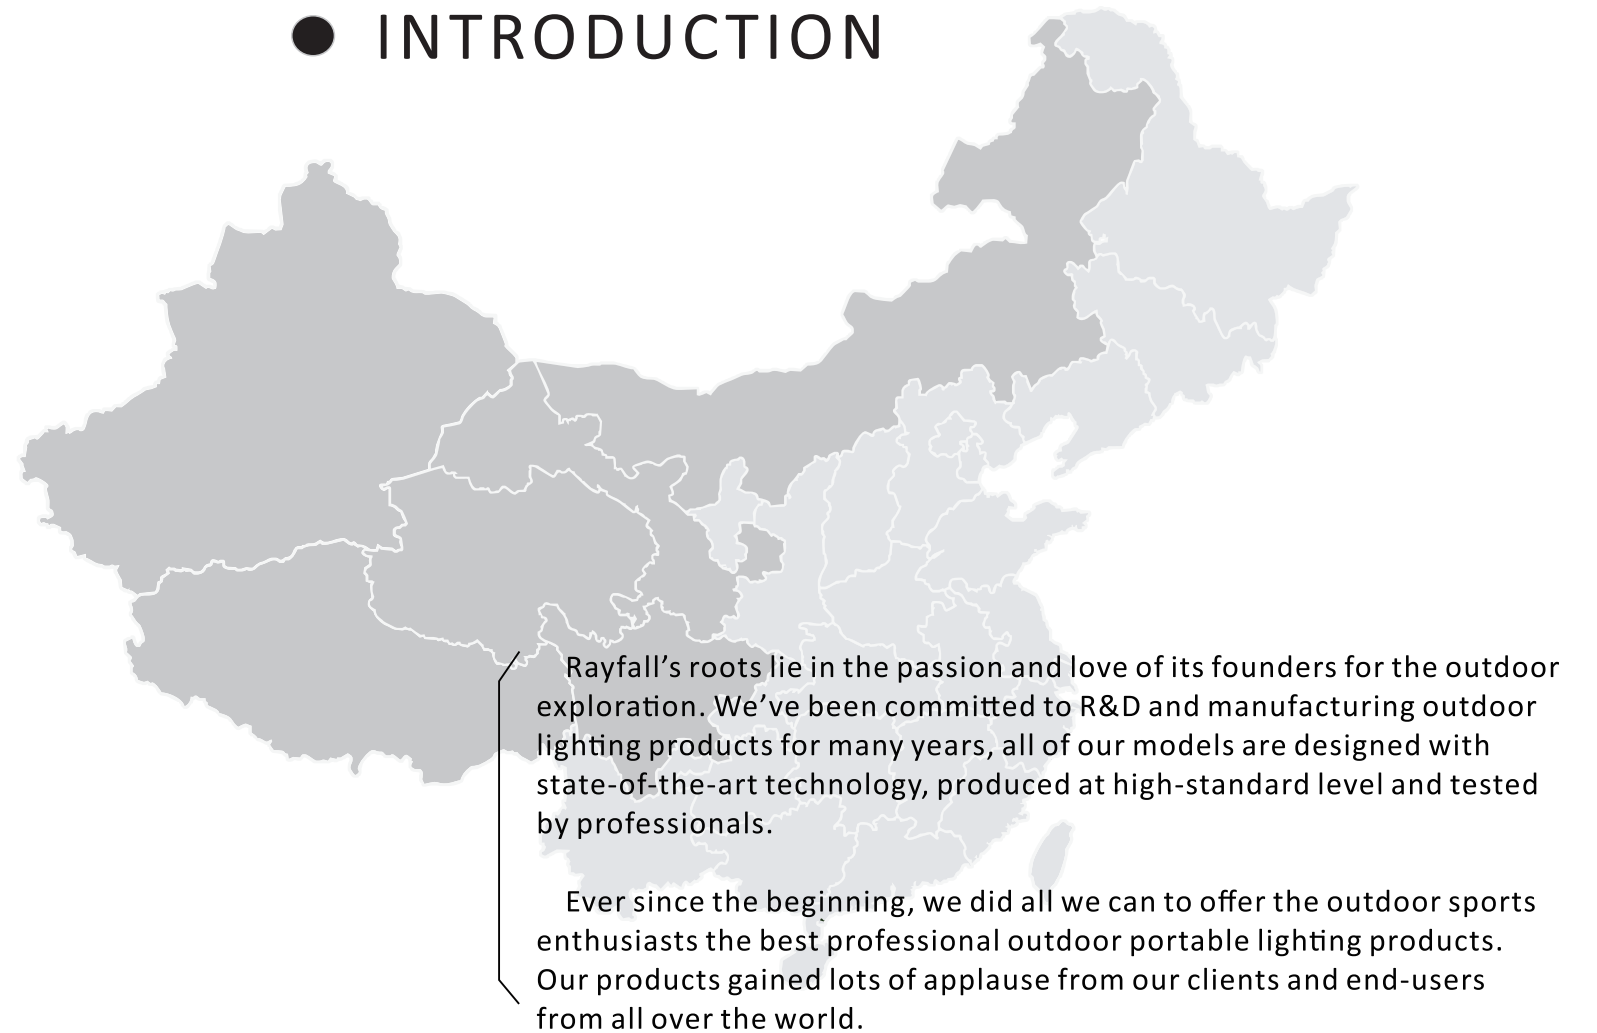 INTRODUCTION
Rayfall’s roots lie in the passion and love of its founders for the outdoor
exploration. We’ve been committed to R&D and manufacturing outdoor
lighting products for many years, all of our models are designed with
state-of-the-art technology, produced at high-standard level and tested
by professionals.
Ever since the beginning, we did all we can to offer the outdoor sports
enthusiasts the best professional outdoor portable lighting products.
Our products gained lots of applause from our clients and end-users
from all over the world.